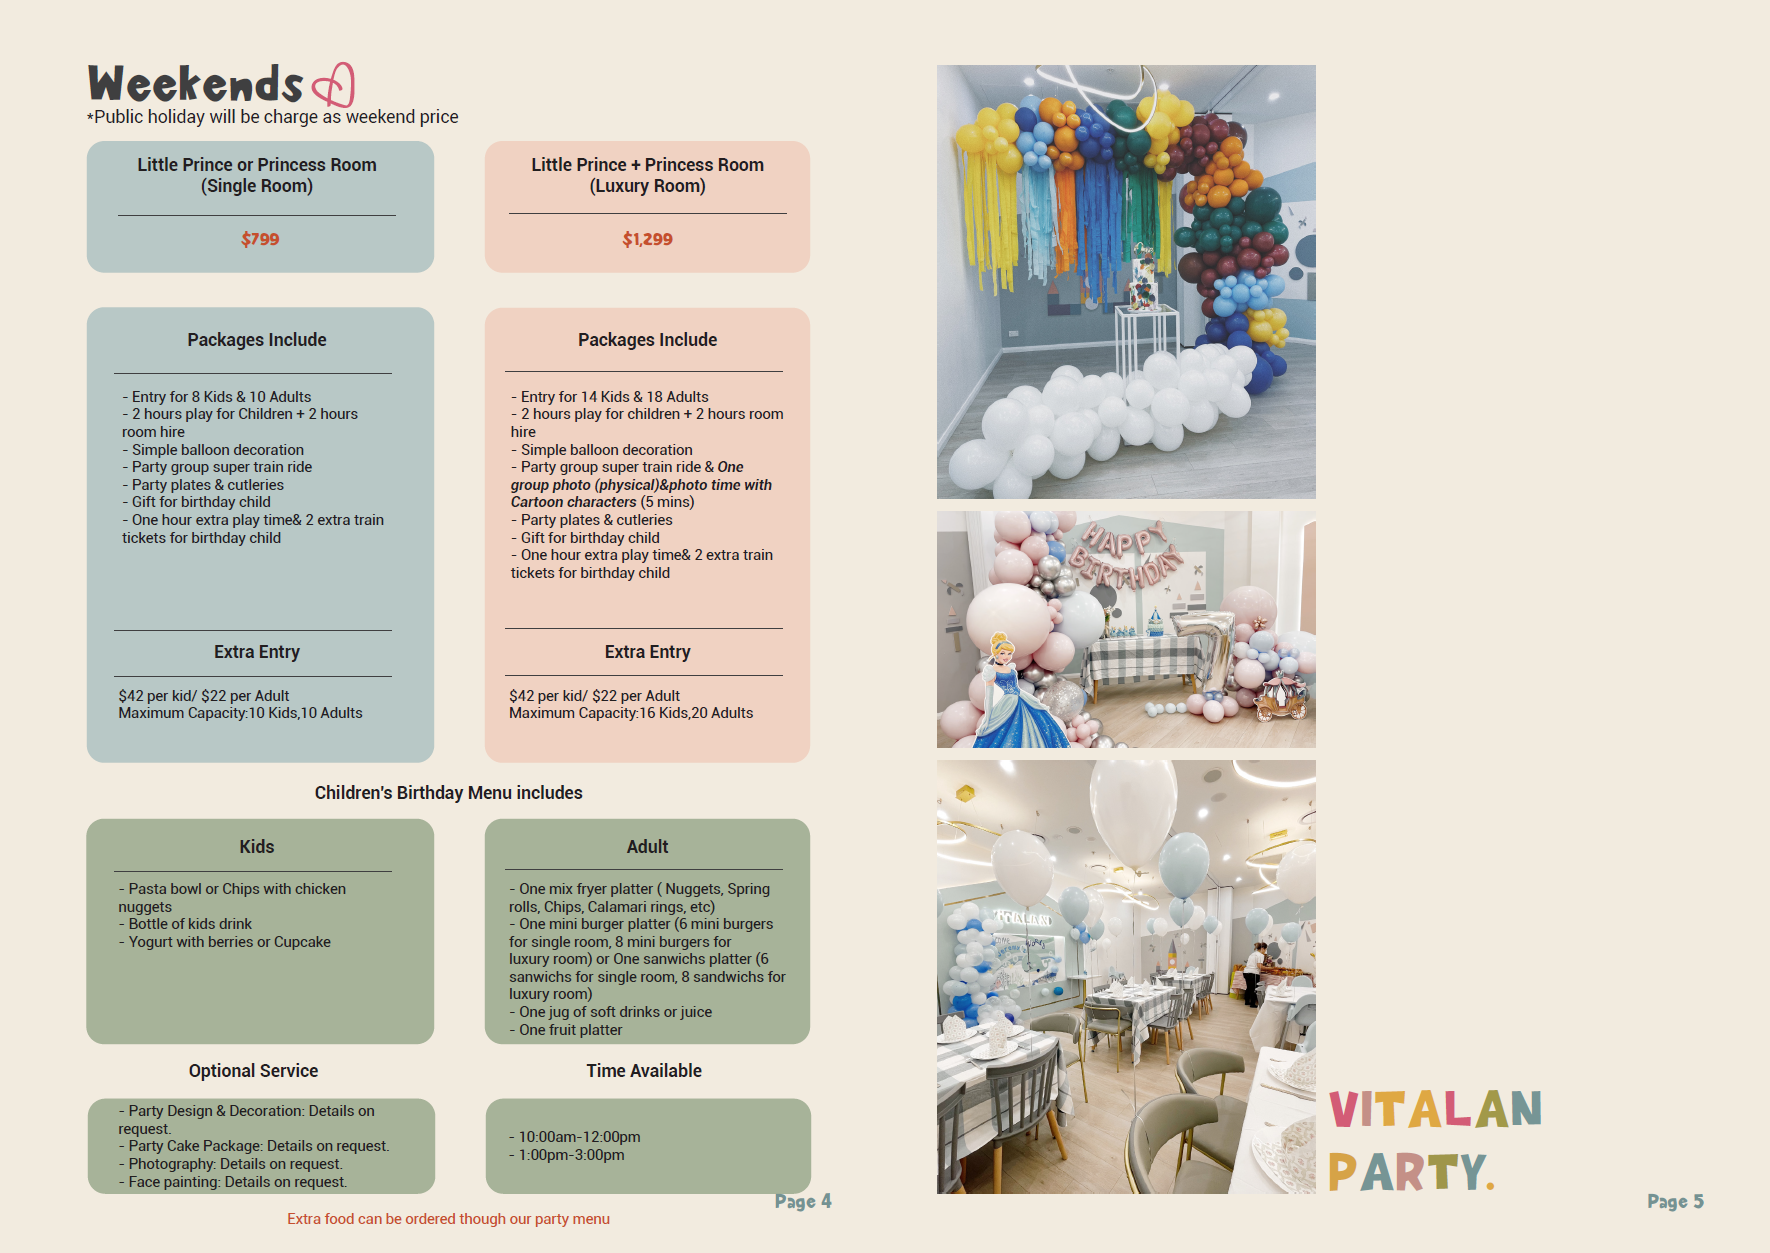 Weekends
*Public holiday will be charge as weekend price
Little Prince or Princess Room
(Single Room)
$799
Little Prince + Princess Room
(Luxury Room)
$1,299
Packages Include
- Entry for 8 Kids & 10 Adults
- 2 hours play for Children + 2 hours
room hire
- Simple balloon decoration
- Party group super train ride
- Party plates & cutleries
- Gift for birthday child
- One hour extra play time& 2 extra train
tickets for birthday child
Extra Entry
$42 per kid/ $22 per Adult
Maximum Capacity:10 Kids,10 Adults
Packages Include
- Entry for 14 Kids & 18 Adults
- 2 hours play for children + 2 hours room
hire
- Simple balloon decoration
- Party group super train ride & One
group photo (physical)&photo time with
Cartoon characters (5 mins)
- Party plates & cutleries
- Gift for birthday child
- One hour extra play time& 2 extra train
tickets for birthday child
Extra Entry
$42 per kid/ $22 per Adult
Maximum Capacity:16 Kids,20 Adults
Children's Birthday Menu includes
Kids
- Pasta bowl or Chips with chicken
nuggets
- Bottle of kids drink
- Yogurt with berries or Cupcake
Adult
- One mix fryer platter ( Nuggets, Spring
rolls, Chips, Calamari rings, etc)
- One mini burger platter (6 mini burgers
for single room, 8 mini burgers for
luxury room) or One sanwichs platter (6
sanwichs for single room, 8 sandwichs for
luxury room)
- One jug of soft drinks or juice
- One fruit platter
Optional Service
- Party Design & Decoration: Details on
request.
- Party Cake Package: Details on request.
- Photography: Details on request.
- Face painting: Details on request.
Time Available
- 10:00am-12:00pm
- 1:00pm-3:00pm
Page 4
Extra food can be ordered though our party menu
HAPPY
BIRTHDAY
7
VITALAN
VITALAN
PARTY.
Page 5